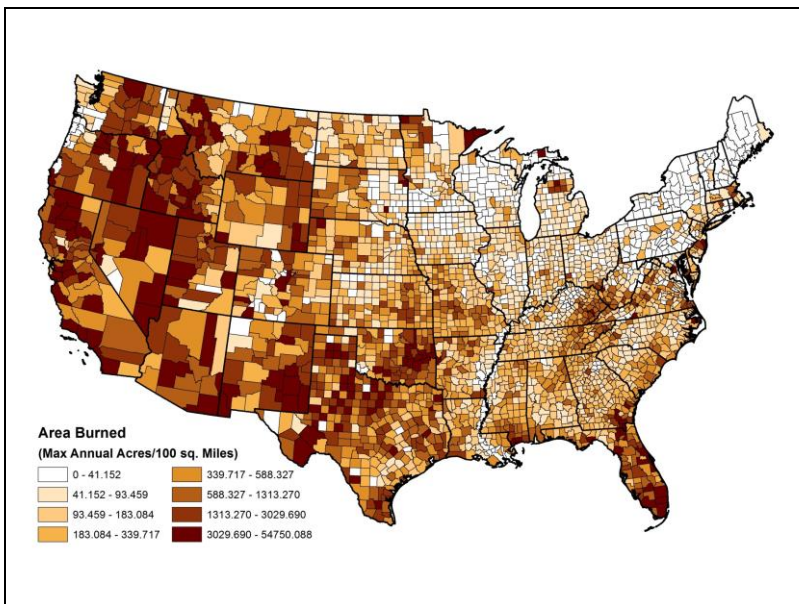 Area Burned
(Max Annual Acres/100 sq. Miles)
0 - 41.152
41.152 - 93.459
93.459 - 183.084
183.084 - 339.717
339.717 - 588.327
588.327 - 1313.270
1313.270 - 3029.690
3029.690 - 54750.088